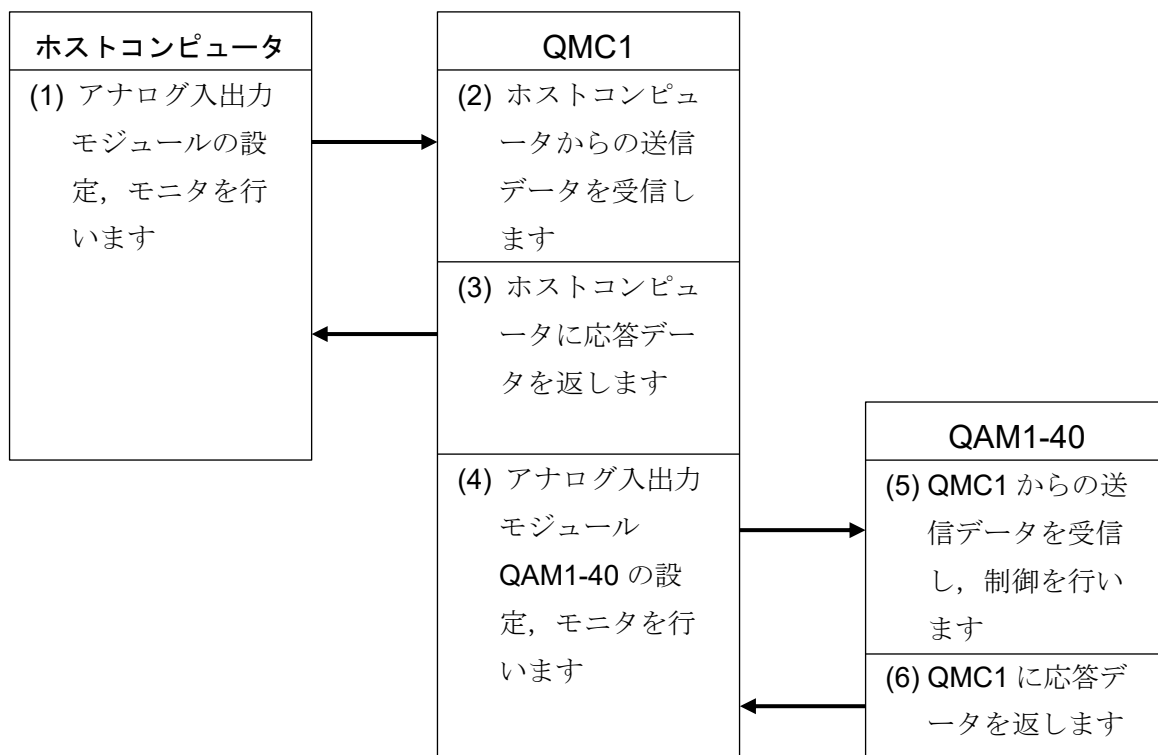 ホストコンピュータ
(1) アナログ入出力
モジュールの設
定，モニタを行
います
QMC1
(2) ホストコンピュ
ータからの送信
データを受信し
ます
(3) ホストコンピュ
ータに応答デー
タを返します
(4) アナログ入出力
モジュール
QAM1-40 の設
定，モニタを行
います
QAM1-40
(5) QMC1 からの送
信データを受信
し，制御を行い
ます
(6) QMC1 に応答デ
ータを返します